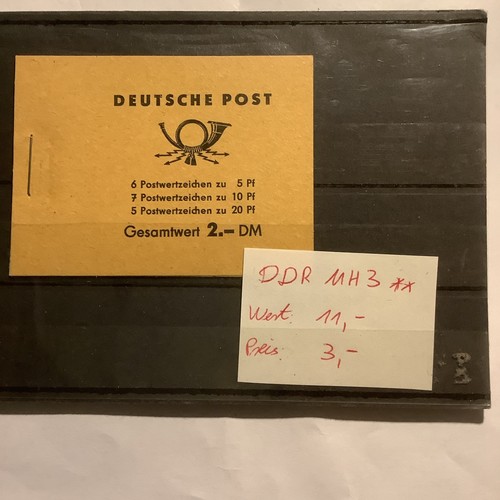 DEUTSCHE POST
6 Postwertzeichen zu 5 Pf
7 Postwertzeichen zu 10 Pf
5 Postwertzeichen zu 20 Pf
Gesamtwert 2.– DM
DDR MH3 **
Wert 11,-
Preis 3,-